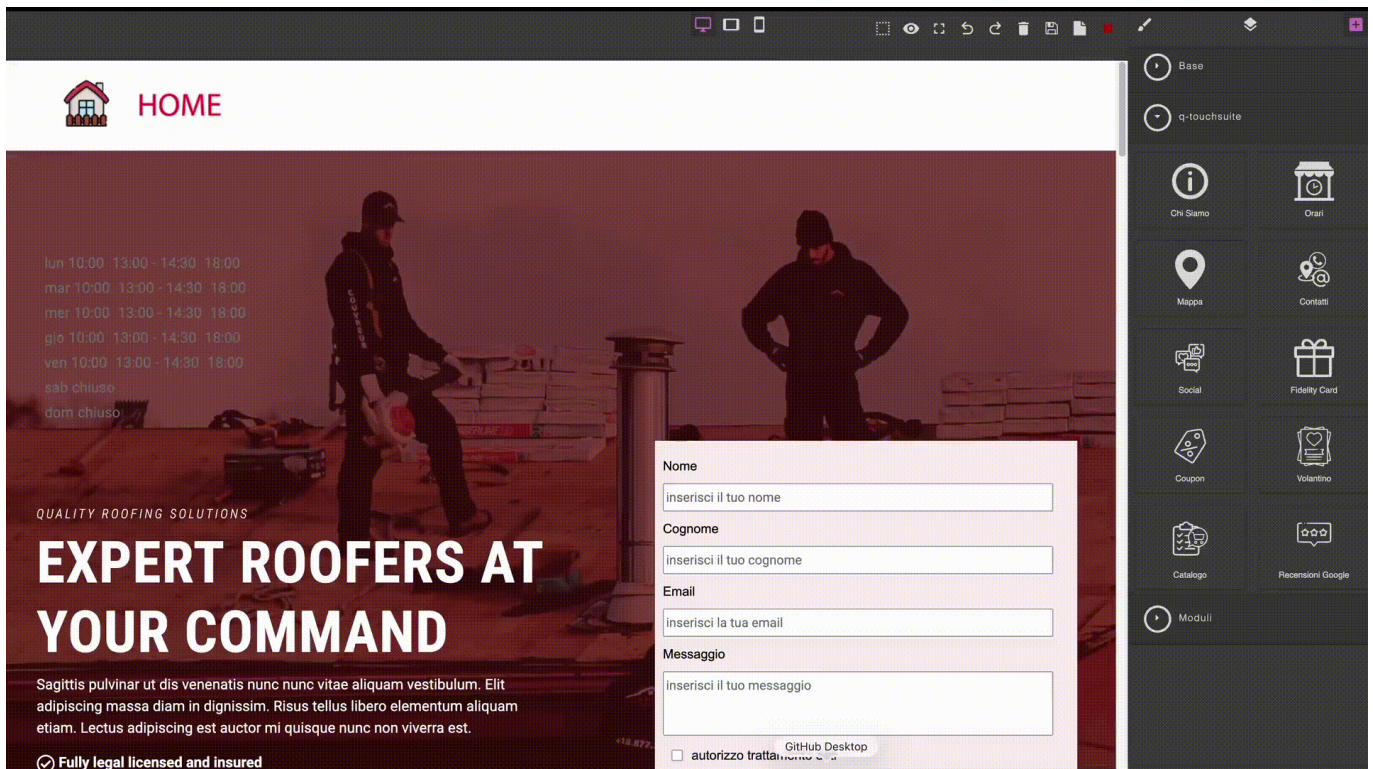 HOME
lun 10:00 13:00 - 14:30 18:00
mar 10:00 13:00 - 14:30 18:00
mer 10:00 13:00 - 14:30 18:00
gio 10:00 13:00 - 14:30 18:00
ven 10:00 13:00 - 14:30 18:00
sab chiuso
dom chiuso
QUALITY ROOFING SOLUTIONS
EXPERT ROOFERS AT
YOUR COMMAND
Sagittis pulvinar ut dis venenatis nunc nunc vitae aliquam vestibulum. Elit
adipiscing massa diam in dignissim. Risus tellus libero elementum aliquam
etiam. Lectus adipiscing est auctor mi quisque nunc non viverra est.
Fully legal licensed and insured
Nome
inserisci il tuo nome
Cognome
inserisci il tuo cognome
Email
inserisci la tua email
Messaggio
inserisci il tuo messaggio
autorizzo
GitHub Desktop
Base
q-touchsuite
Chi Siamo
Orari
Mappa
Contatti
Social
Fidelity Card
Coupon
Volantino
Catalogo
Recensioni Google
Moduli